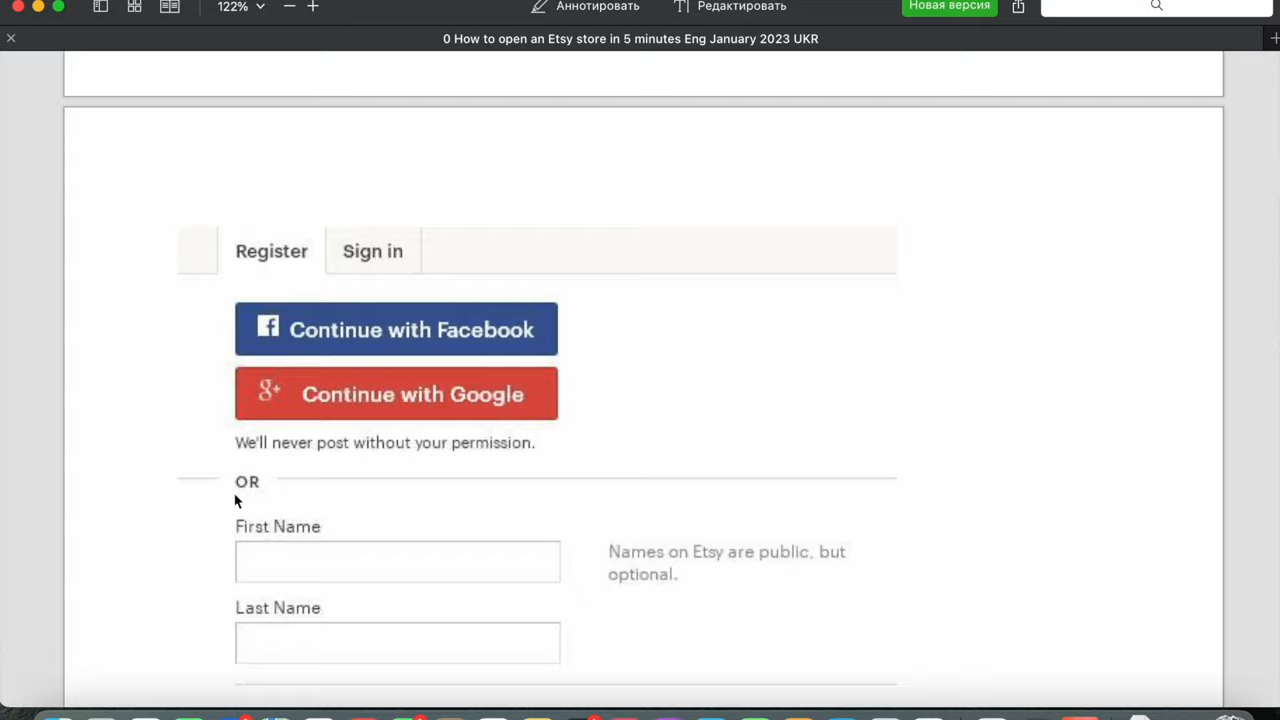 122%
Аннотировать
Редактировать
Новая версия
0 How to open an Etsy store in 5 minutes Eng January 2023 UKR
Register
Sign in
Continue with Facebook
Continue with Google
We'll never post without your permission.
OR
First Name
Names on Etsy are public, but
optional.
Last Name